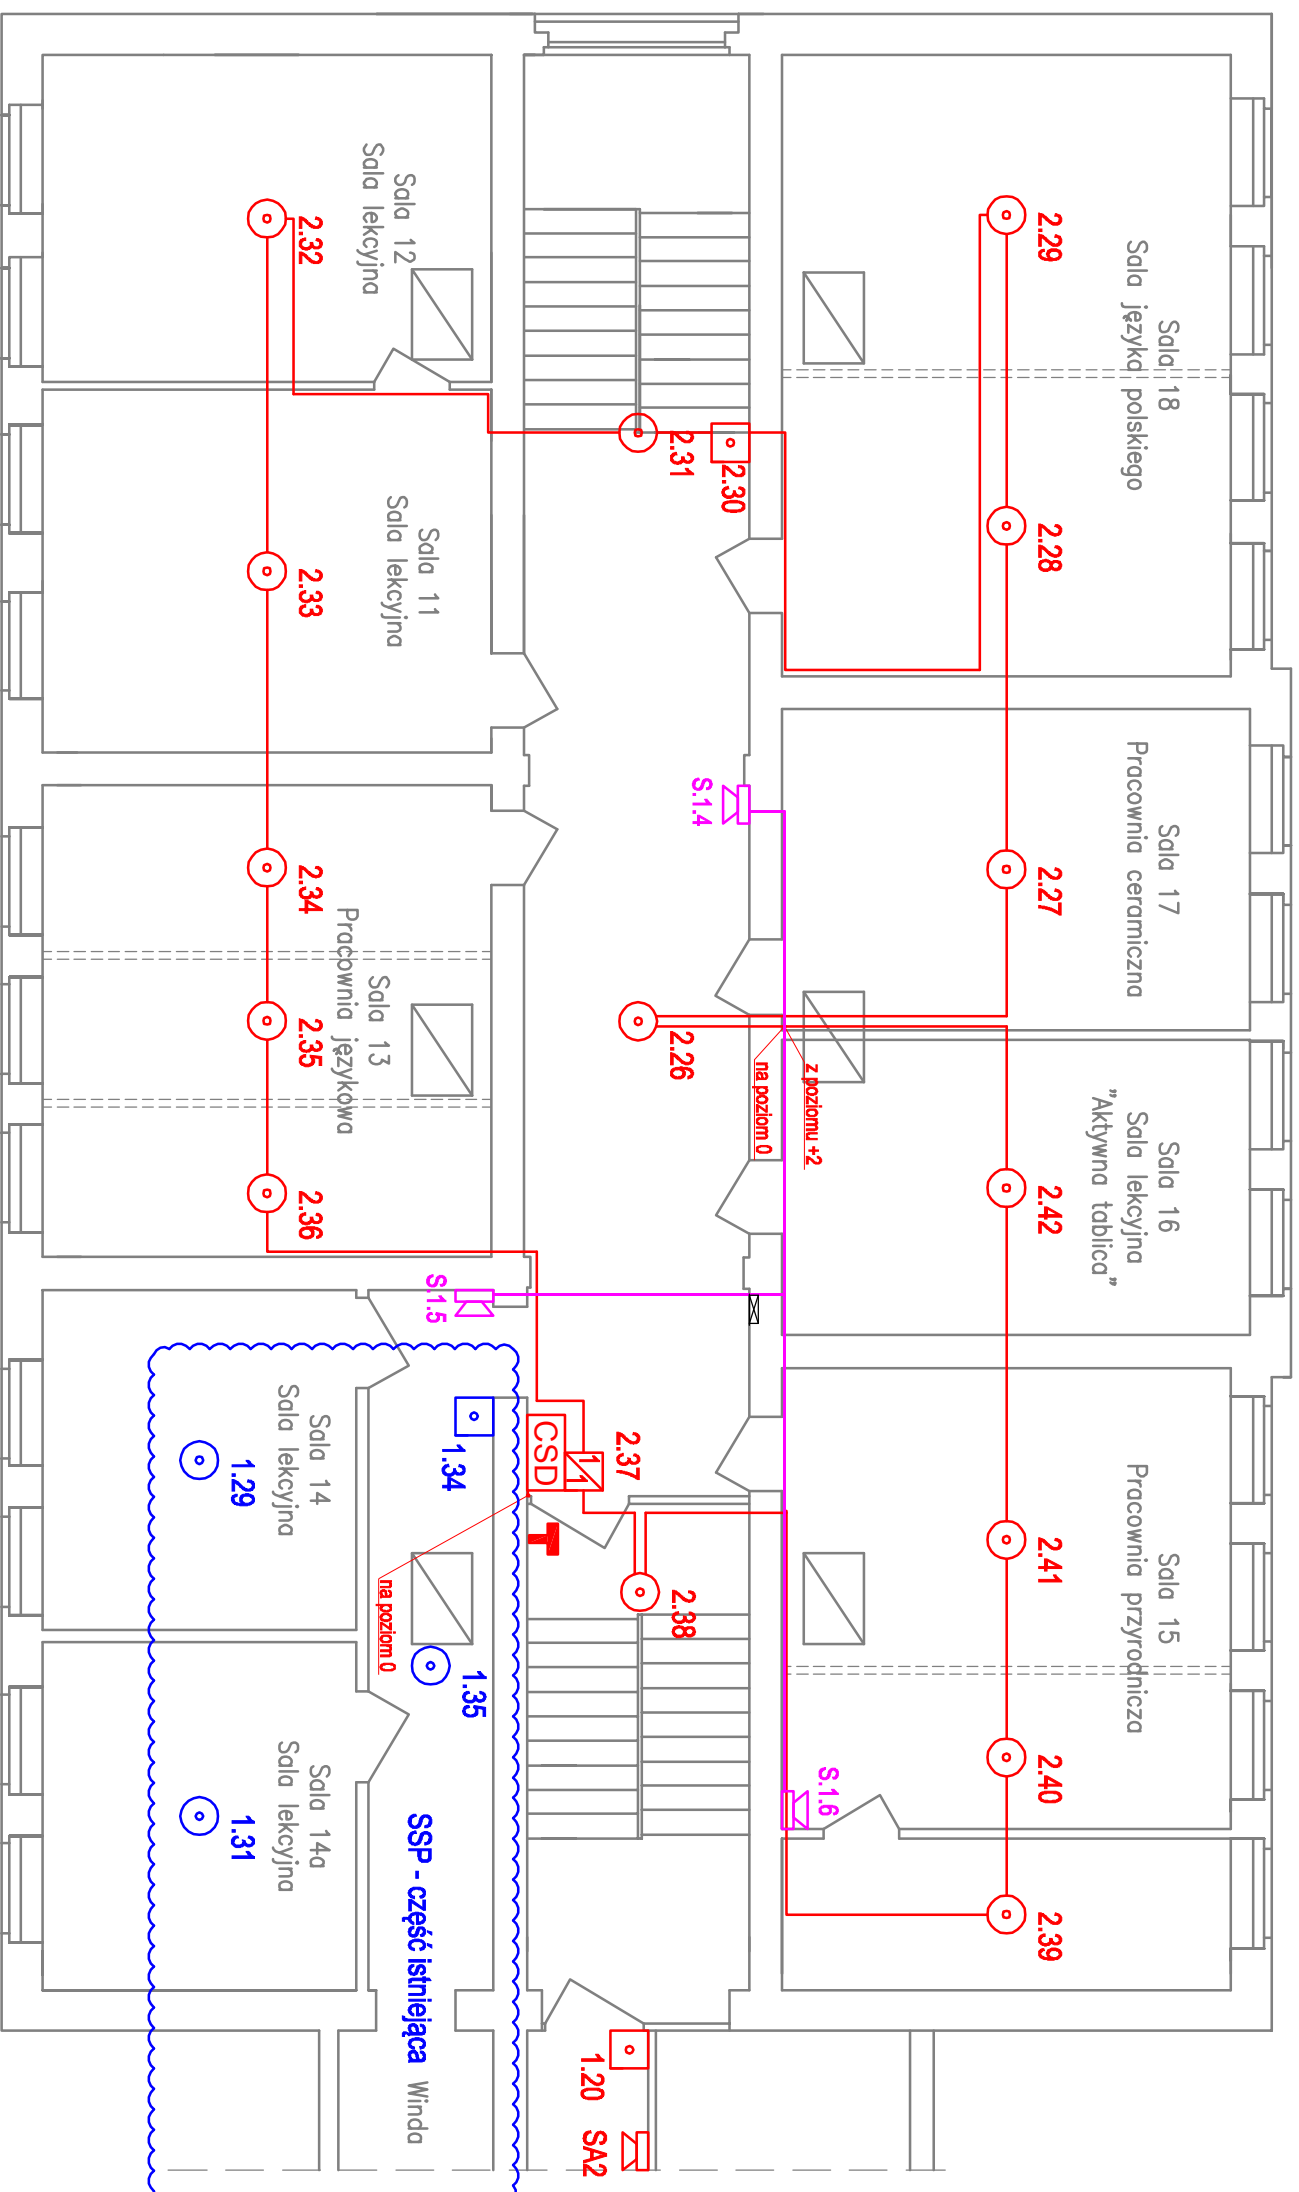 2.29
Sala 18
Sala języka polskiego
2.28
2.32
Sala 12
Sala lekcyjna
2.31
2.30
2.33
Sala 11
Sala lekcyjna
S.1.4
Sala 17
Pracownia ceramiczna
2.27
2.34
Sala 13
Pracownia językowa
2.35
2.26
z poziomu +2
na poziom 0
Sala 16
Sala lekcyjna
"Aktywna tablica"
2.42
2.36
S.1.5
Sala 14
Sala lekcyjna
1.29
1.34
CSD
1
1
2.37
na poziom 0
2.38
1.35
Sala 15
Pracownia przyrodnicza
2.41
2.40
S.1.6
2.39
Sala 14a
Sala lekcyjna
1.31
SSP - część istniejąca
Winda
1.20
SA2